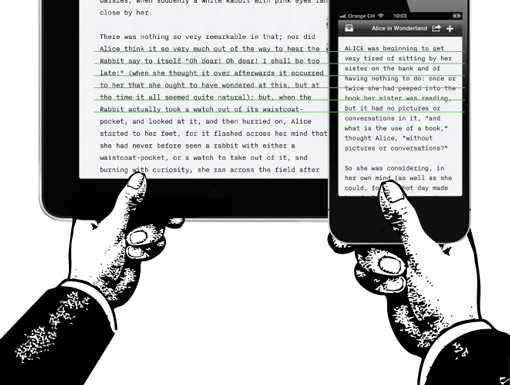 daisies, when suddenly a White Rabbit with pink eyes ran
close by her.
There was nothing so very remarkable in that; nor did
Alice think it so very much out of the way to hear the
Rabbit say to itself "Oh dear! Oh dear! I shall be too
late!" (when she thought it over afterwards it occurred
to her that she ought to have wondered at this, but at
the time it all seemed quite natural); but, when the
Rabbit actually took a watch out of its waistcoat-
pocket, and looked at it, and then hurried on, Alice
started to her feet, for it flashed across her mind that
she had never before seen a rabbit with either a
waistcoat-pocket, or a watch to take out of it, and
burning with curiosity, she ran across the field after
Orange CH 10:03
Alice in Wonderland
ALICE was beginning to get
very tired of sitting by her
sister on the bank and of
having nothing to do: once or
twice she had peeped into the
book her sister was reading,
but it had no pictures or
conversations in it, "and
what is the use of a book,"
thought Alice, "without
pictures or conversations?"
So she was considering, in
her own mind (as well as she
could, day made